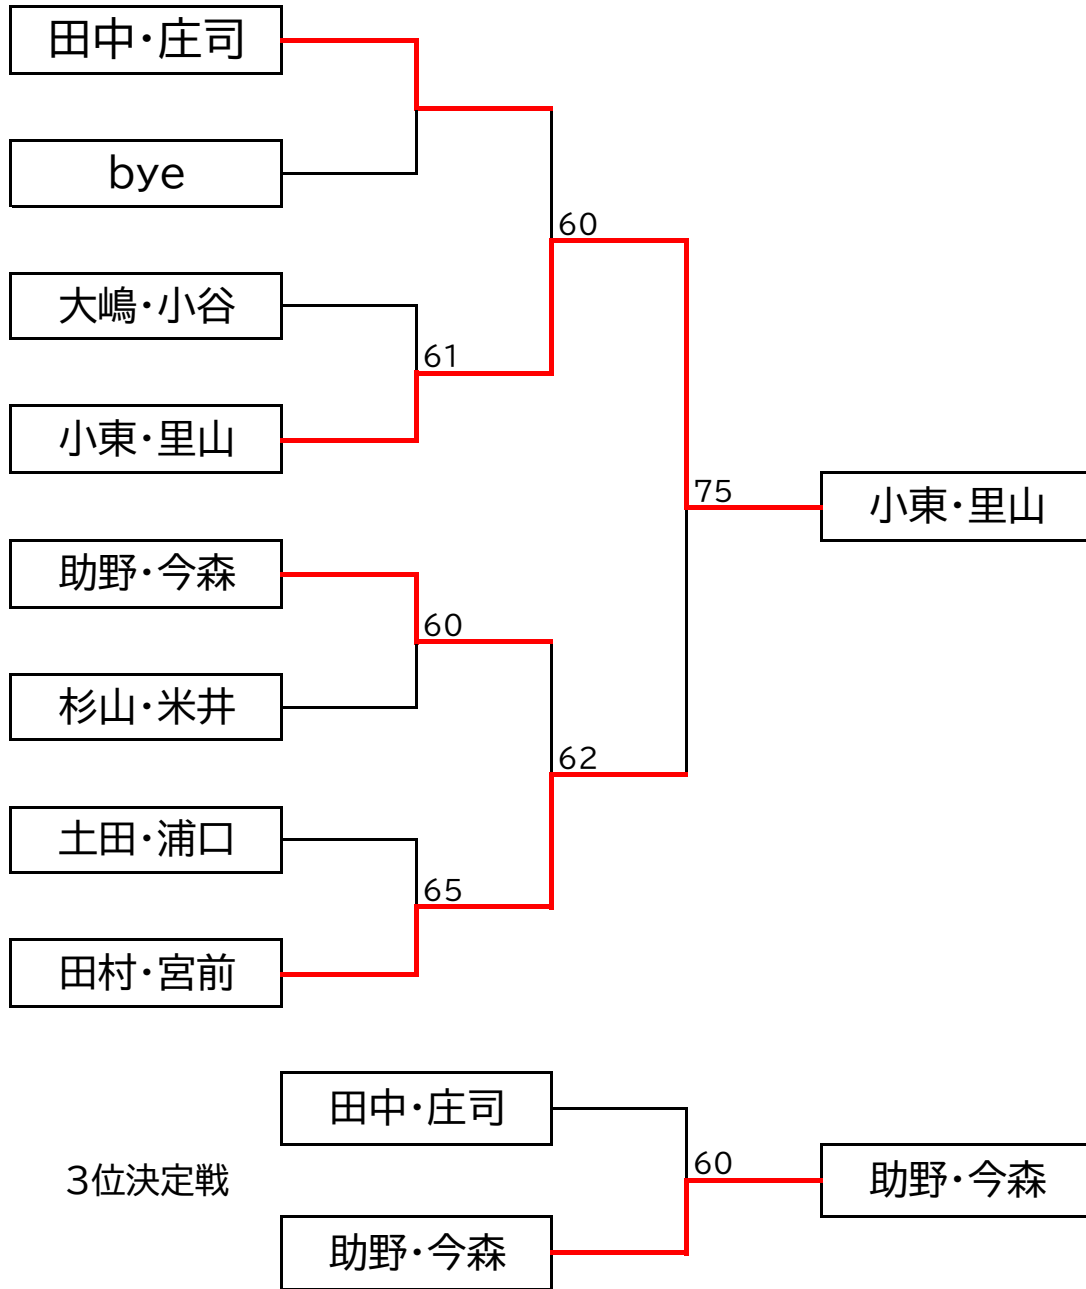 田中・庄司
bye
60
大嶋・小谷
61
小東・里山
75
小東・里山
助野・今森
60
杉山・米井
62
土田・浦口
65
田村・宮前
田中・庄司
3位決定戦
60
助野・今森
助野・今森